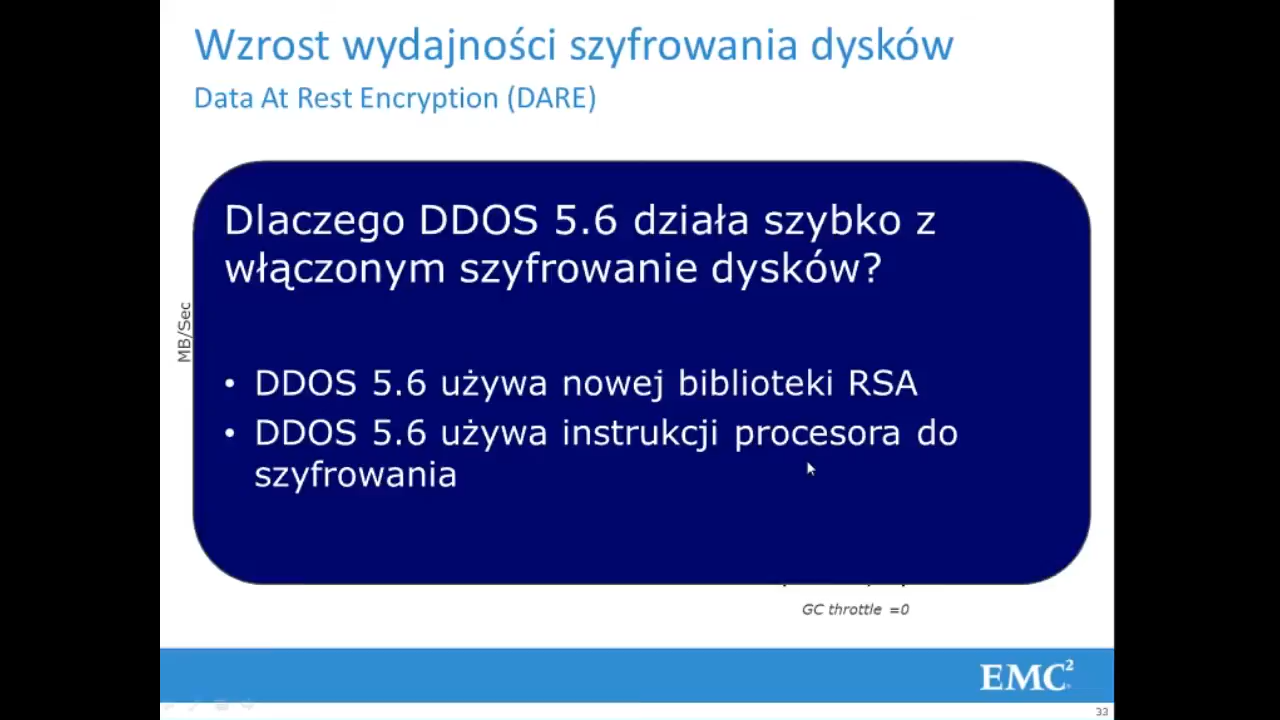 Wzrost wydajności szyfrowania dysków
Data At Rest Encryption (DARE)
Dlaczego DDOS 5.6 działa szybko z
włączonym szyfrowanie dysków?
MB/Sec
• DDOS 5.6 używa nowej biblioteki RSA
• DDOS 5.6 używa instrukcji procesora do
szyfrowania
GC throttle =0
EMC²
33